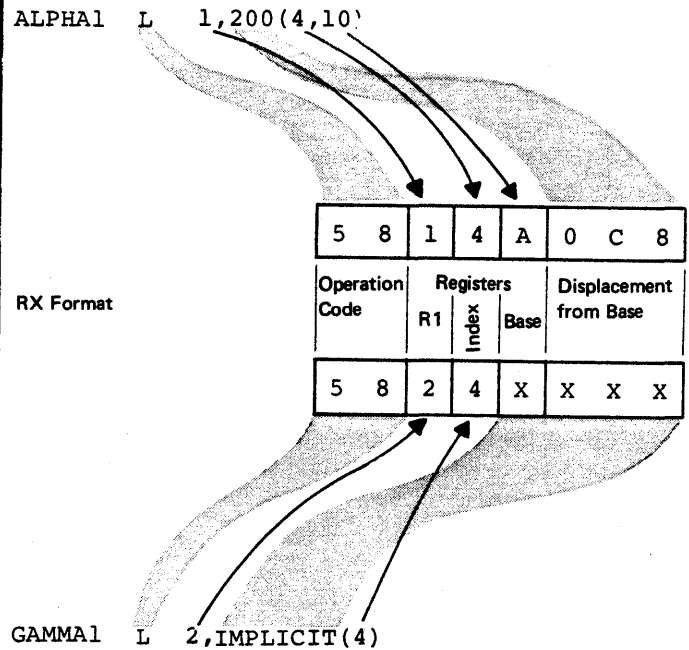 ALPHA1 L 1,200(4,10)
5 8 1 4 A 0 C 8
Operation Code
Registers
R1
Index
Base
Displacement from Base
RX Format
5 8 2 4 X X X X
GAMMA1 L 2,IMPLICIT(4)